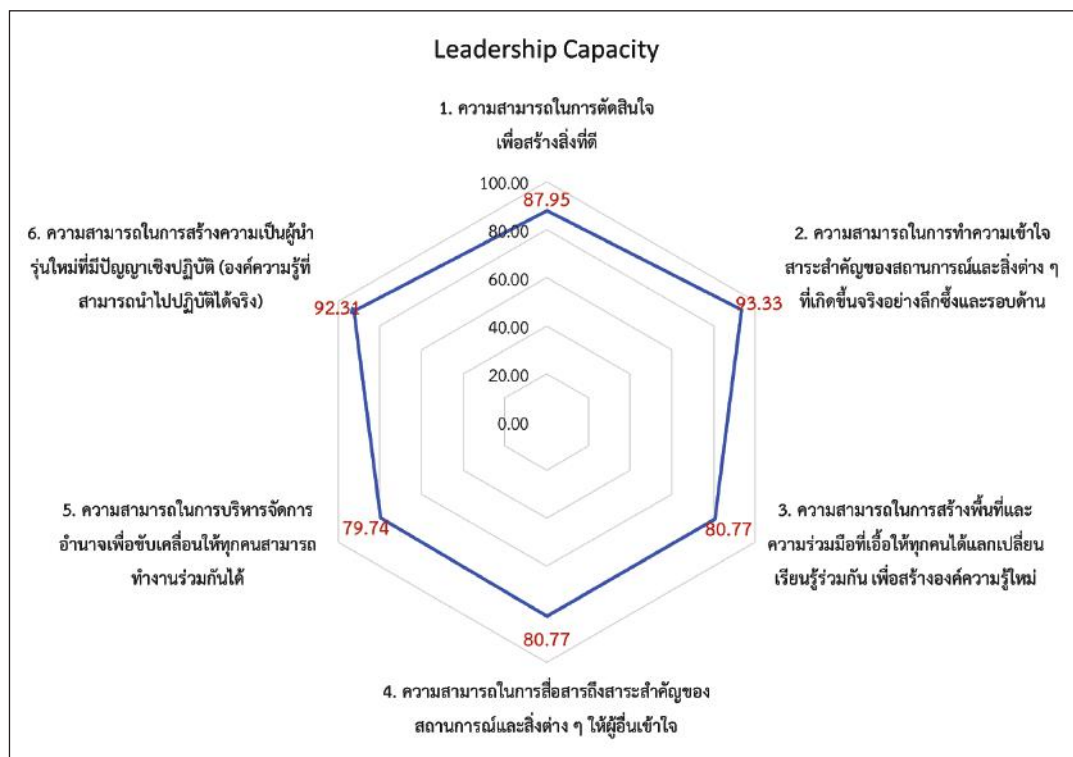 Leadership Capacity
1. ความสามารถในการตัดสินใจ
เพื่อสร้างสิ่งที่ดี
100.00
87.95
80.00
60.00
40.00
20.00
0.00
2. ความสามารถในการทำความเข้าใจ
สาระสำคัญของสถานการณ์และสิ่งต่าง ๆ
ที่เกิดขึ้นจริงอย่างลึกซึ้งและรอบด้าน
93.33
3. ความสามารถในการสร้างพื้นที่และ
ความร่วมมือที่เอื้อให้ทุกคนได้แลกเปลี่ยน
เรียนรู้ร่วมกัน เพื่อสร้างองค์ความรู้ใหม่
80.77
80.77
4. ความสามารถในการสื่อสารถึงสาระสำคัญของ
สถานการณ์และสิ่งต่าง ๆ ให้ผู้อื่นเข้าใจ
5. ความสามารถในการบริหารจัดการ
อำนาจเพื่อขับเคลื่อนให้ทุกคนสามารถ
ทำงานร่วมกันได้
79.74
6. ความสามารถในการสร้างความเป็นผู้นำ
รุ่นใหม่ที่มีปัญญาเชิงปฏิบัติ (องค์ความรู้ที่
สามารถนำไปปฏิบัติได้จริง)
92.31